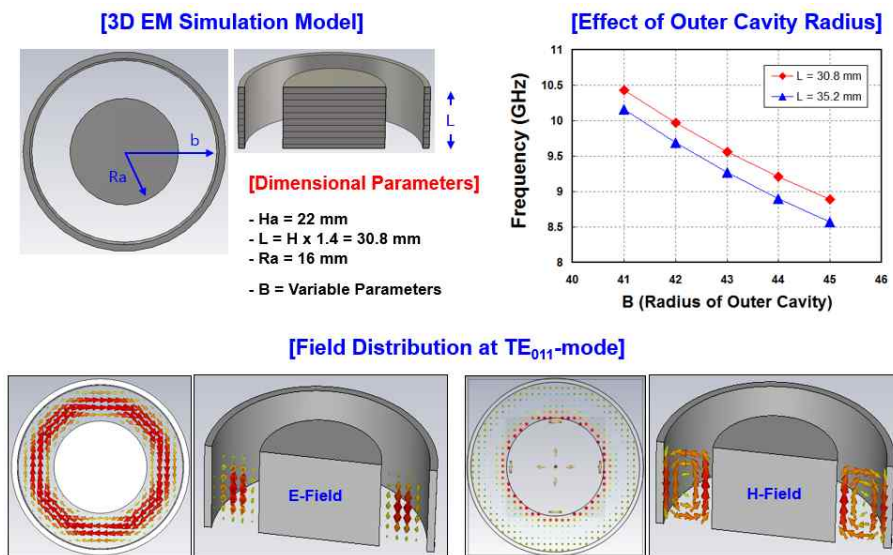 [3D EM Simulation Model]
b
Ra
L
[Dimensional Parameters]
- Ha = 22 mm
- L = H x 1.4 = 30.8 mm
- Ra = 16 mm
- B = Variable Parameters
[Effect of Outer Cavity Radius]
Frequency (GHz)
11
10.5
10
9.5
9
8.5
8
L = 30.8 mm
L = 35.2 mm
40 41 42 43 44 45 46
B (Radius of Outer Cavity)
[Field Distribution at TE₀₁₁-mode]
E-Field
H-Field